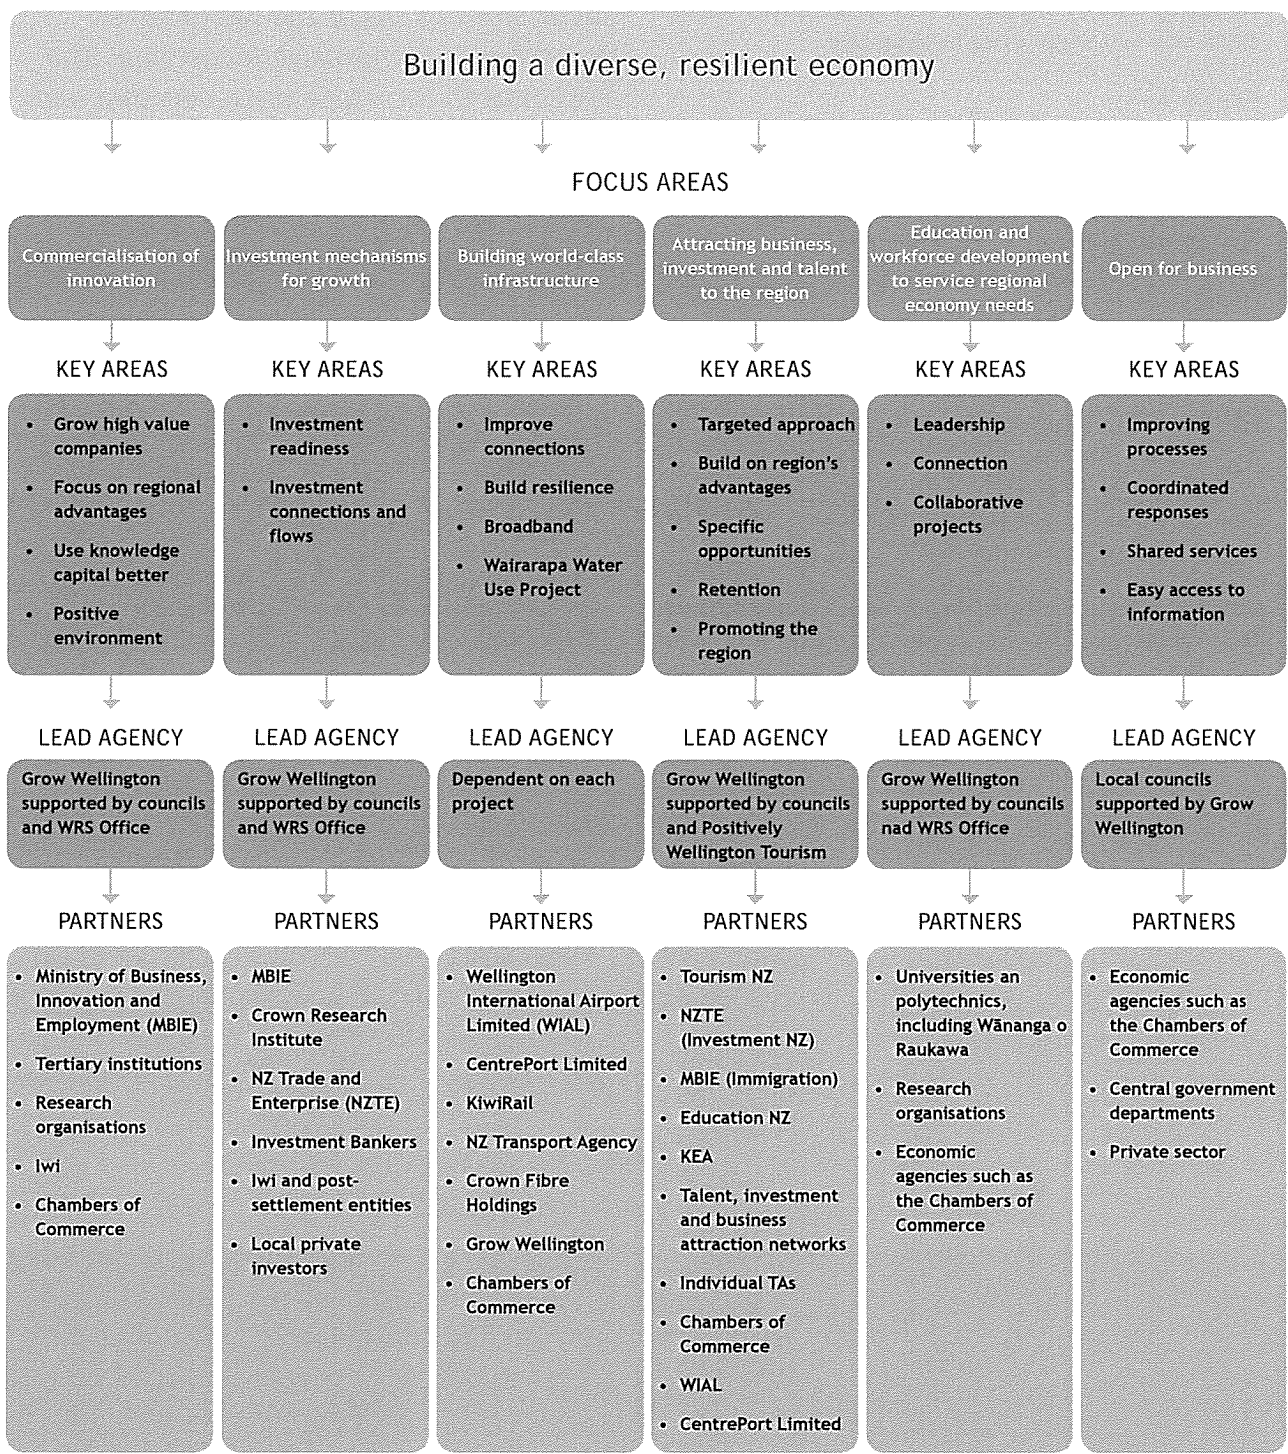 Building a diverse, resilient economy
FOCUS AREAS
Commercialisation of
innovation
Investment mechanisms
for growth
Building world-class
infrastructure
Attracting business,
investment and talent
to the region
Education and
workforce development
to service regional
economy needs
Open for business
KEY AREAS
KEY AREAS
KEY AREAS
KEY AREAS
KEY AREAS
KEY AREAS
• Grow high value
companies
• Focus on regional
advantages
• Use knowledge
capital better
• Positive
environment
• Investment
readiness
• Investment
connections and
flows
• Improve
connections
• Build resilience
• Broadband
• Wairarapa Water
Use Project
• Targeted approach
• Build on region's
advantages
• Specific
opportunities
• Retention
• Promoting the
region
• Leadership
• Connection
• Collaborative
projects
• Improving
processes
• Coordinated
responses
• Shared services
• Easy access to
information
LEAD AGENCY
LEAD AGENCY
LEAD AGENCY
LEAD AGENCY
LEAD AGENCY
LEAD AGENCY
Grow Wellington
supported by councils
and WRS Office
Grow Wellington
supported by councils
and WRS Office
Dependent on each
project
Grow Wellington
supported by councils
and Positively
Wellington Tourism
Grow Wellington
supported by councils
nad WRS Office
Local councils
supported by Grow
Wellington
PARTNERS
PARTNERS
PARTNERS
PARTNERS
PARTNERS
PARTNERS
• Ministry of Business,
Innovation and
Employment (MBIE)
• Tertiary institutions
• Research
organisations
• Iwi
• Chambers of
Commerce
• MBIE
• Crown Research
Institute
• NZ Trade and
Enterprise (NZTE)
• Investment Bankers
• Iwi and post-
settlement entities
• Local private
investors
• Wellington
International Airport
Limited (WIAL)
• CentrePort Limited
• KiwiRail
• NZ Transport Agency
• Crown Fibre
Holdings
• Grow Wellington
• Chambers of
Commerce
• Tourism NZ
• NZTE
(Investment NZ)
• MBIE (Immigration)
• Education NZ
• KEA
• Talent, investment
and business
attraction networks
• Individual TAs
• Chambers of
Commerce
• WIAL
• CentrePort Limited
• Universities an
polytechnics,
including Wānanga o
Raukawa
• Research
organisations
• Economic
agencies such as
the Chambers of
Commerce
• Economic
agencies such as
the Chambers of
Commerce
• Central government
departments
• Private sector